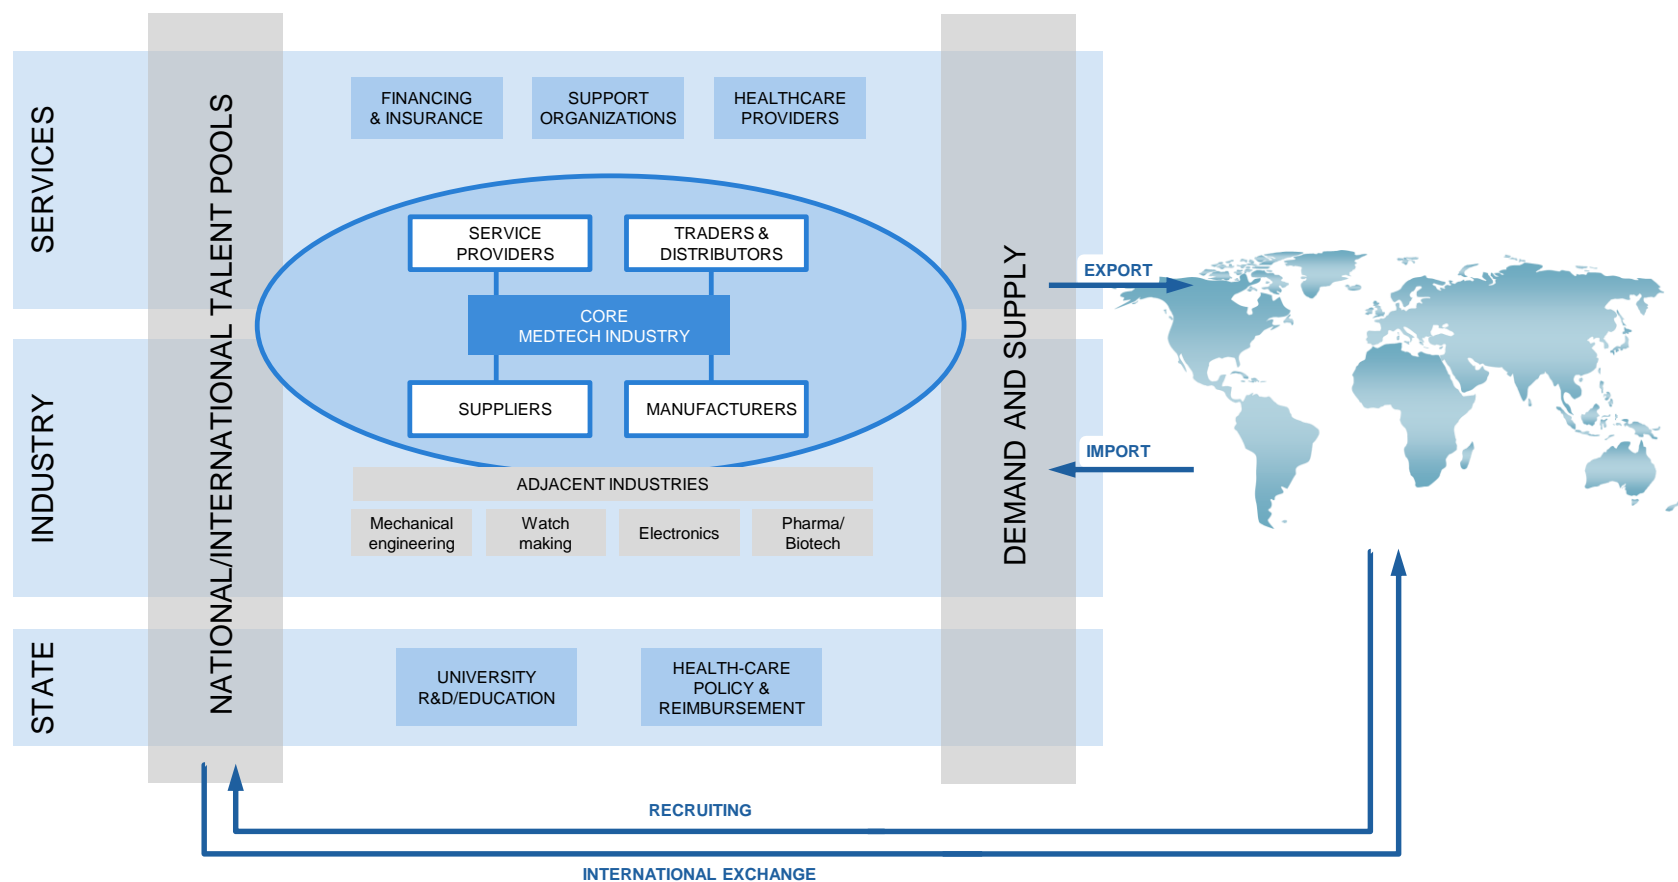 SERVICES
INDUSTRY
STATE
NATIONAL/INTERNATIONAL TALENT POOLS
FINANCING
& INSURANCE
SUPPORT
ORGANIZATIONS
HEALTHCARE
PROVIDERS
SERVICE
PROVIDERS
TRADERS &
DISTRIBUTORS
CORE
MEDTECH INDUSTRY
SUPPLIERS
MANUFACTURERS
ADJACENT INDUSTRIES
Mechanical
engineering
Watch
making
Electronics
Pharma/
Biotech
UNIVERSITY
R&D/EDUCATION
HEALTH-CARE
POLICY &
REIMBURSEMENT
DEMAND AND SUPPLY
EXPORT
IMPORT
RECRUITING
INTERNATIONAL EXCHANGE